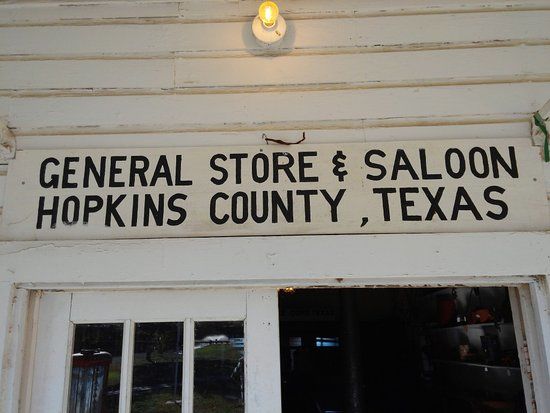 GENERAL STORE & SALOON
HOPKINS COUNTY , TEXAS